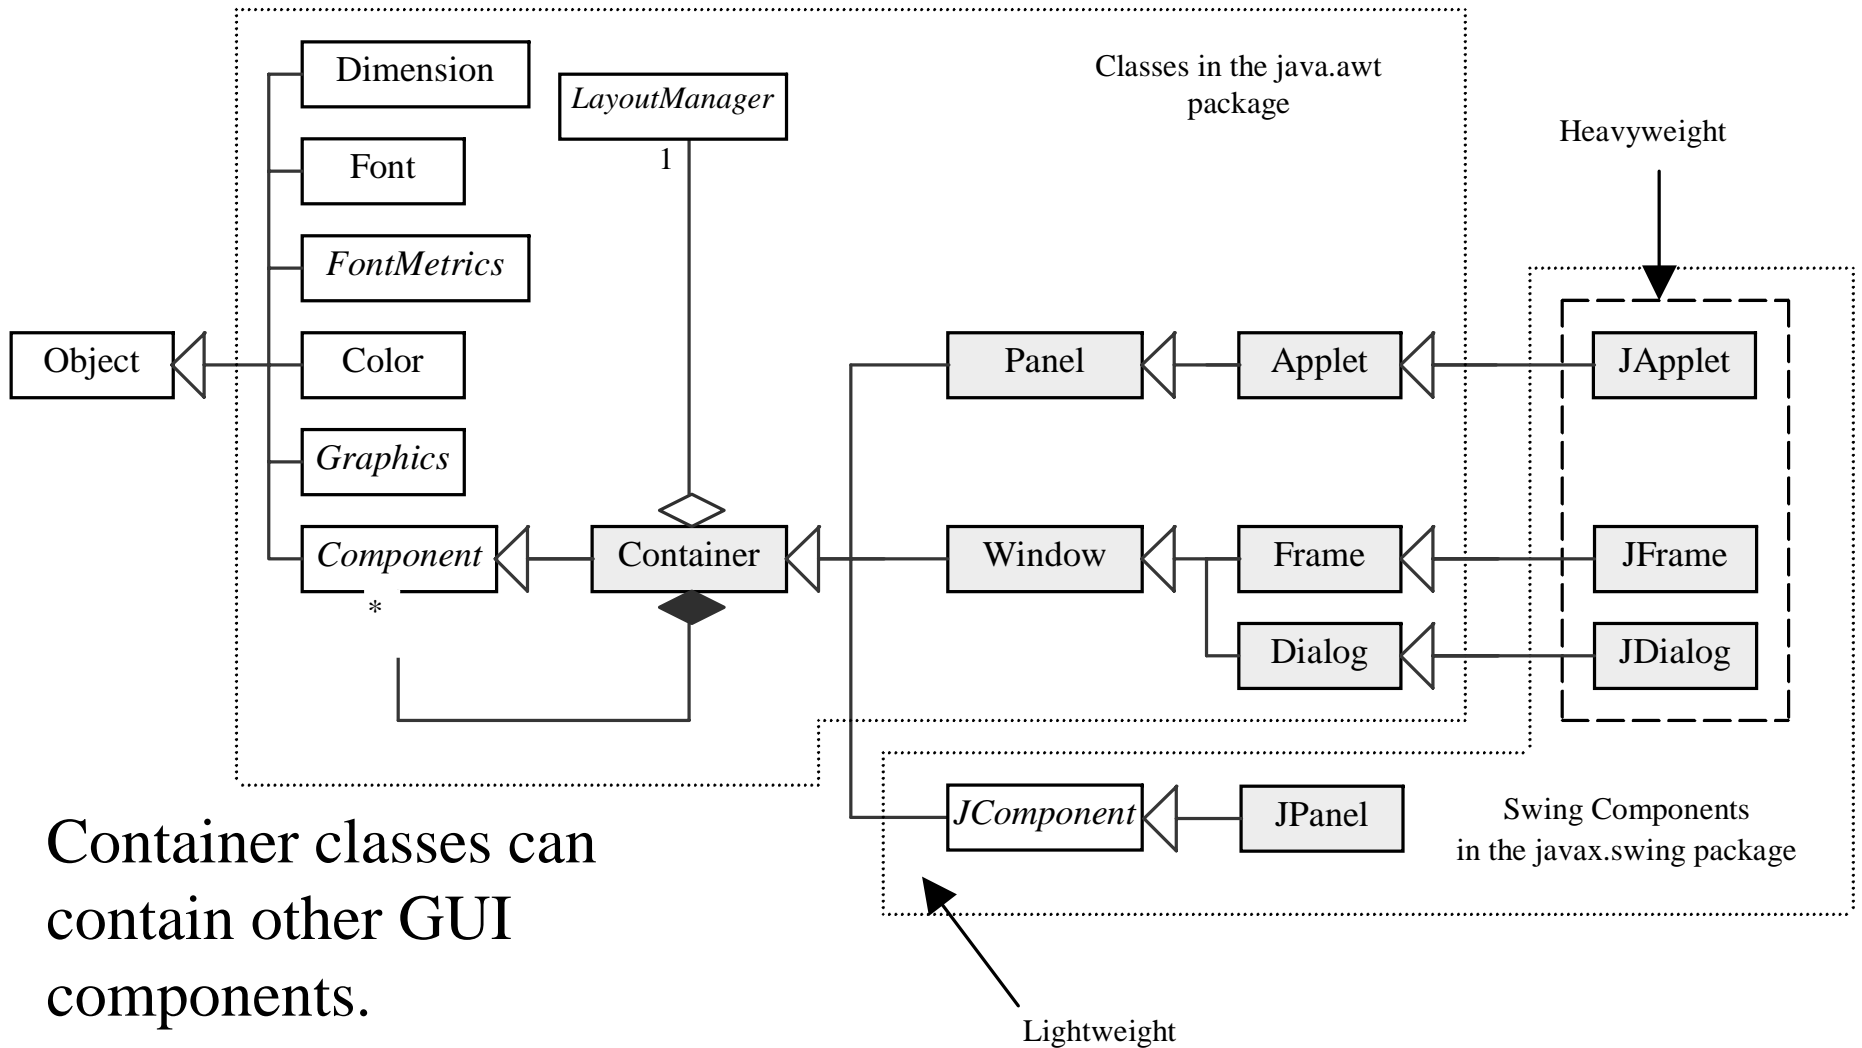 Dimension
LayoutManager
1
Classes in the java.awt
package
Heavyweight
Font
FontMetrics
Object
Color
Panel
Applet
JApplet
Graphics
Component
*
Container
Window
Frame
JFrame
Dialog
JDialog
JComponent
JPanel
Swing Components
in the javax.swing package
Container classes can
contain other GUI
components.
Lightweight